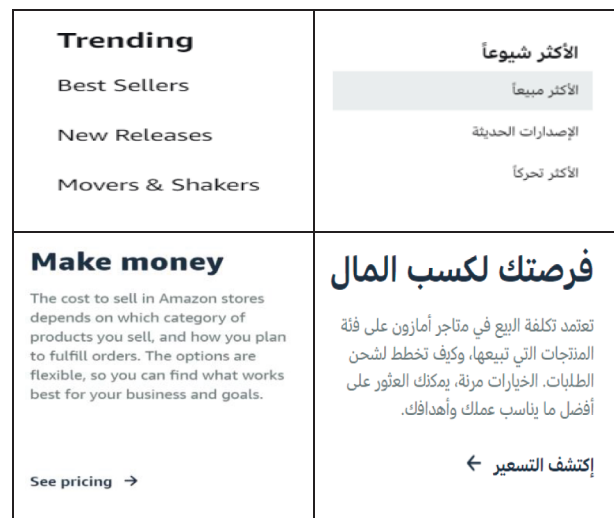 Trending
Best Sellers
New Releases
Movers & Shakers
الأكثر شيوعاً
الأكثر مبيعاً
الإصدارات الحديثة
الأكثر تحركاً
Make money
The cost to sell in Amazon stores
depends on which category of
products you sell, and how you plan
to fulfill orders. The options are
flexible, so you can find what works
best for your business and goals.
See pricing →
فرصتك لكسب المال
تعتمد تكلفة البيع في متاجر أمازون على فئة
المنتجات التي تبيعها، وكيف تخطط لشحن
الطلبات. الخيارات مرنة، يمكنك العثور على
أفضل ما يناسب عملك وأهدافك.
إكتشف التسعير ←